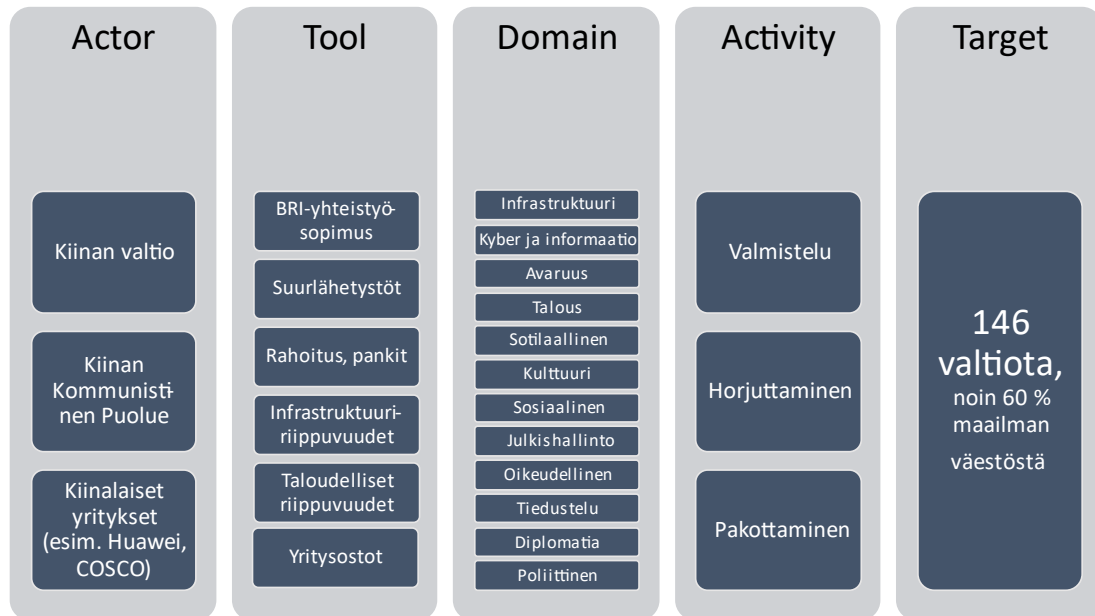 Actor
Kiinan valtio
Kiinan
Kommunisti-
nen Puolue
Kiinalaiset
yritykset
(esim. Huawei,
COSCO)
Tool
BRI-yhteistyö-
sopimus
Suurlähetystöt
Rahoitus, pankit
Infrastruktuuri-
riippuvuudet
Taloudelliset
riippuvuudet
Yritysostot
Domain
Infrastruktuuri
Kyber ja informaatio
Avaruus
Talous
Sotilaallinen
Kulttuuri
Sosiaalinen
Julkishallinto
Oikeudellinen
Tiedustelu
Diplomatia
Poliittinen
Activity
Valmistelu
Horjuttaminen
Pakottaminen
Target
146
valtiota,
noin 60 %
maailman
väestöstä